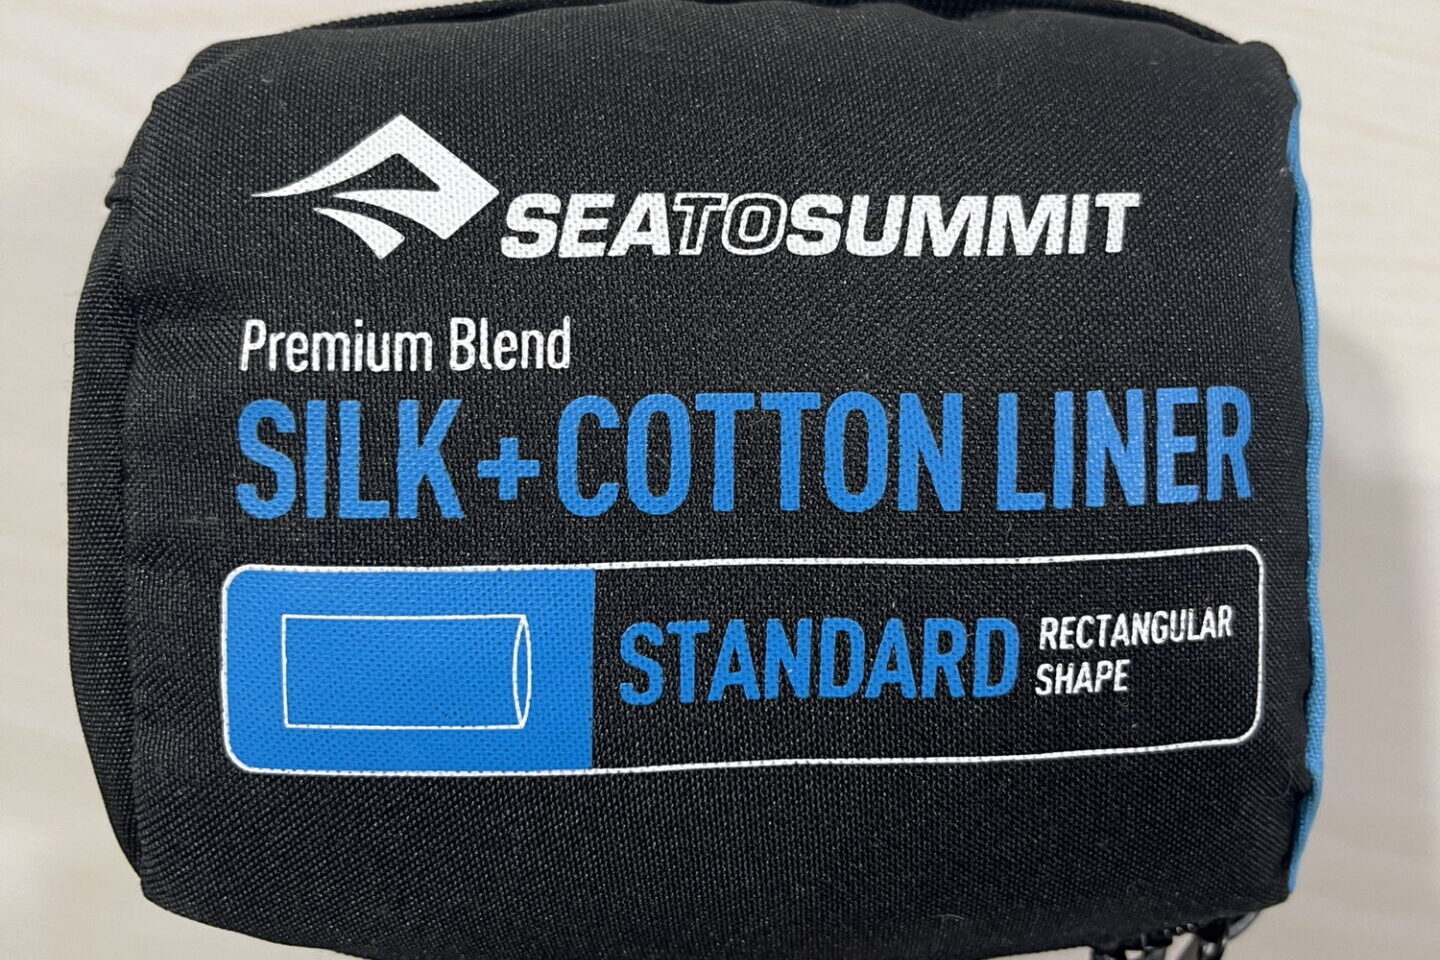 SEATOSUMMIT
Premium Blend
SILK + COTTON LINER
STANDARD
RECTANGULAR
SHAPE